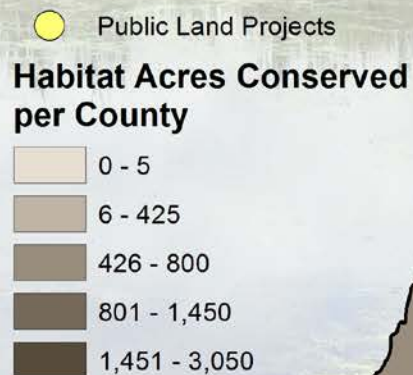 Public Land Projects
Habitat Acres Conserved
per County
0 - 5
6 - 425
426 - 800
801 - 1,450
1,451 - 3,050